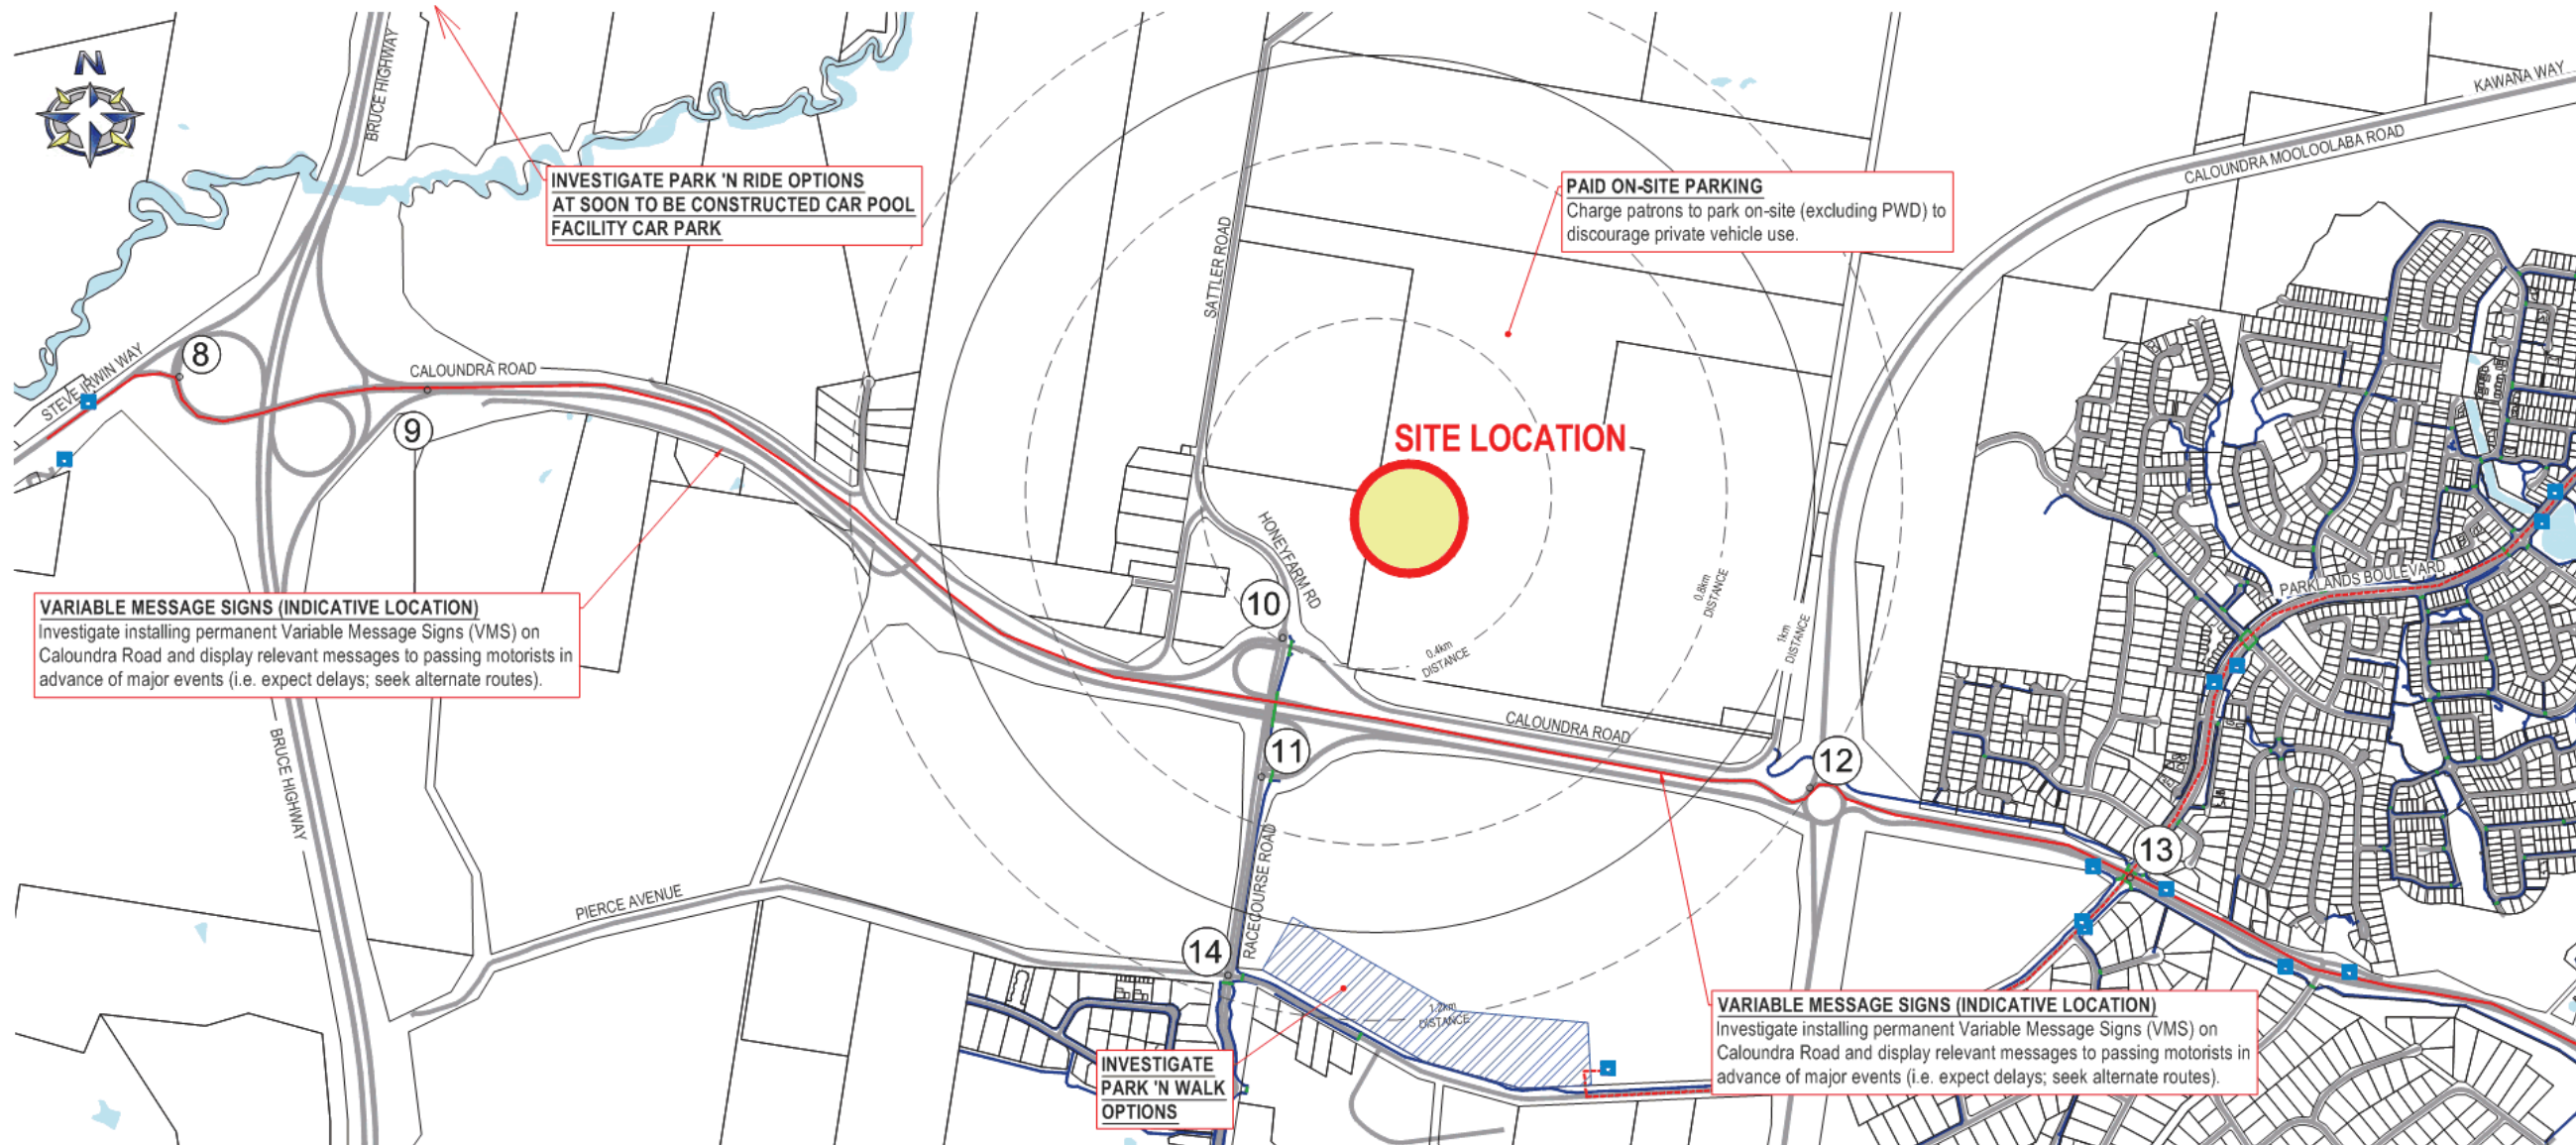 N
BRUCE HIGHWAY
KAWANA WAY
CALOUNDRA MOOLOOLABA ROAD
INVESTIGATE PARK 'N RIDE OPTIONS
AT SOON TO BE CONSTRUCTED CAR POOL
FACILITY CAR PARK
PAID ON-SITE PARKING
Charge patrons to park on-site (excluding PWD) to
discourage private vehicle use.
SATTLER ROAD
8
STEVE IRWIN WAY
CALOUNDRA ROAD
9
SITE LOCATION
HONEYFARM RD
PARKLANDS BOULEVARD
10
0.8km
DISTANCE
1km
DISTANCE
0.4km
DISTANCE
VARIABLE MESSAGE SIGNS (INDICATIVE LOCATION)
Investigate installing permanent Variable Message Signs (VMS) on
Caloundra Road and display relevant messages to passing motorists in
advance of major events (i.e. expect delays; seek alternate routes).
BRUCE HIGHWAY
CALOUNDRA ROAD
11
12
13
RACECOURSE ROAD
PIERCE AVENUE
14
1.2km
DISTANCE
INVESTIGATE
PARK 'N WALK
OPTIONS
VARIABLE MESSAGE SIGNS (INDICATIVE LOCATION)
Investigate installing permanent Variable Message Signs (VMS) on
Caloundra Road and display relevant messages to passing motorists in
advance of major events (i.e. expect delays; seek alternate routes).